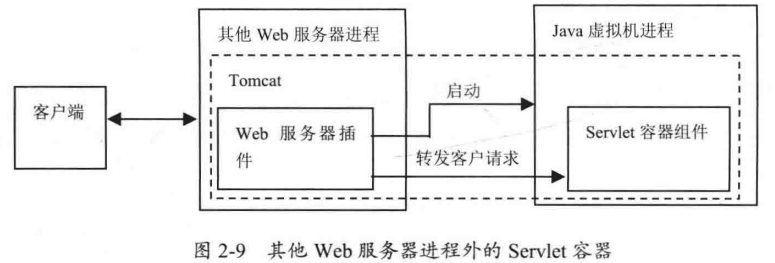 其他 Web 服务器进程
Java 虚拟机进程
Tomcat
客户端
启动
Web 服务器插
件
Servlet 容器组件
转发客户请求
图 2-9 其他 Web 服务器进程外的 Servlet 容器